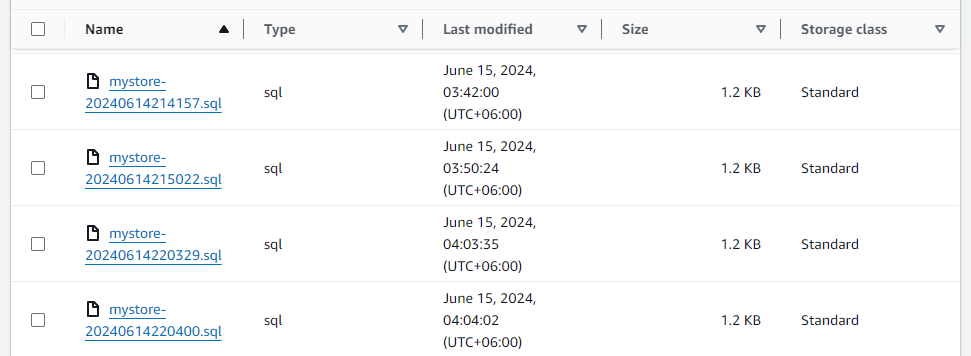 Name Type Last modified Size Storage class
mystore-
20240614214157.sql
sql
June 15, 2024,
03:42:00
(UTC+06:00)
1.2 KB
Standard
mystore-
20240614215022.sql
sql
June 15, 2024,
03:50:24
(UTC+06:00)
1.2 KB
Standard
mystore-
20240614220329.sql
sql
June 15, 2024,
04:03:35
(UTC+06:00)
1.2 KB
Standard
mystore-
20240614220400.sql
sql
June 15, 2024,
04:04:02
(UTC+06:00)
1.2 KB
Standard